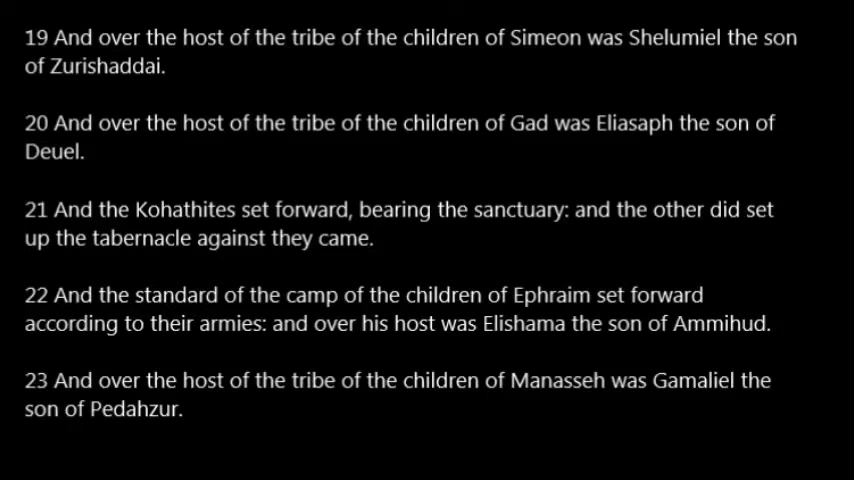 19 And over the host of the tribe of the children of Simeon was Shelumiel the son
of Zurishaddai.
20 And over the host of the tribe of the children of Gad was Eliasaph the son of
Deuel.
21 And the Kohathites set forward, bearing the sanctuary: and the other did set
up the tabernacle against they came.
22 And the standard of the camp of the children of Ephraim set forward
according to their armies: and over his host was Elishama the son of Ammihud.
23 And over the host of the tribe of the children of Manasseh was Gamaliel the
son of Pedahzur.